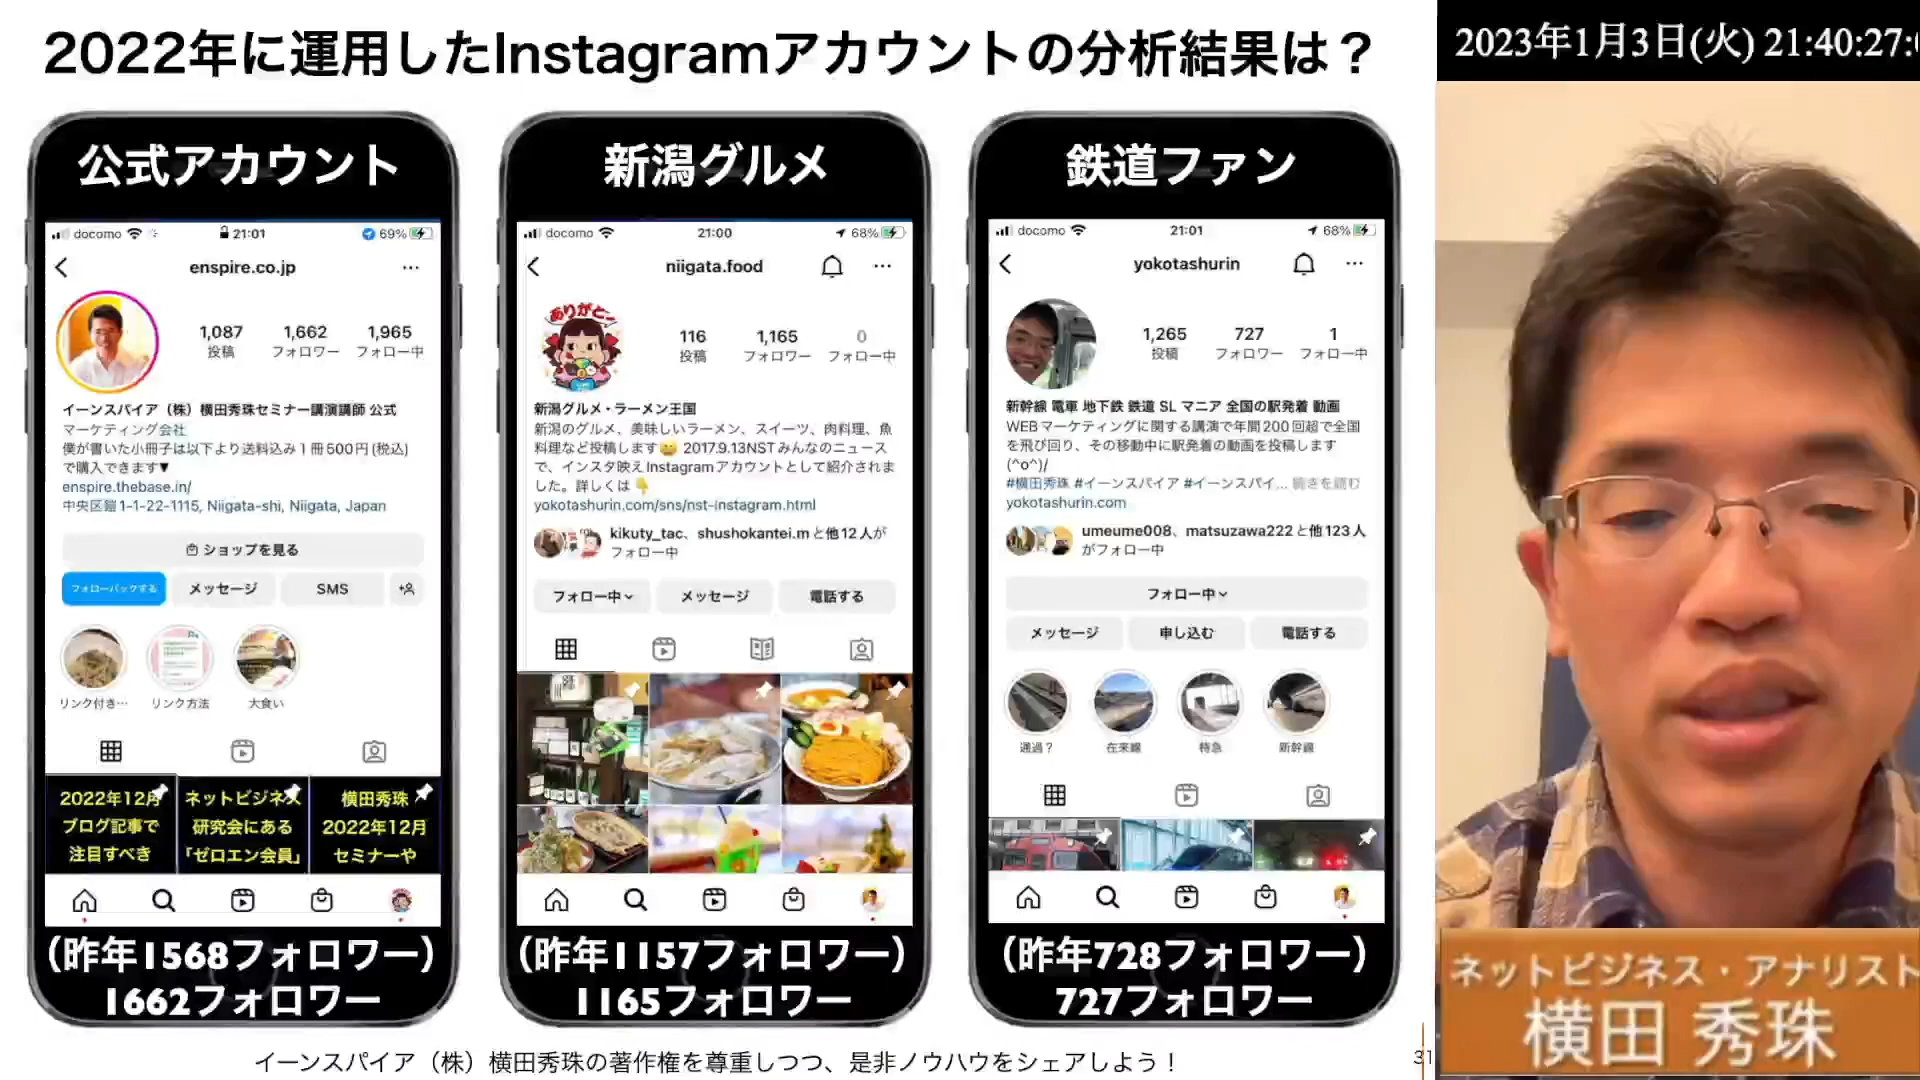 2022年に運用したInstagramアカウントの分析結果は？
2023年1月3日(火) 21:40:27:
公式アカウント
docomo
21:01
69%
enspire.co.jp
1,087
1,662
1,965
投稿
フォロワー
フォロー中
イーンスパイア（株）横田秀珠セミナー講演講師 公式
マーケティング会社
僕が書いた小冊子は以下より送料込み1冊500円(税込)
で購入できます▼
enspire.thebase.in/
中央区鐙1-1-22-1115, Niigata-shi, Niigata, Japan
ショップを見る
フォローバックする
メッセージ
SMS
リンク付き…
リンク方法
大食い
2022年12月
ブログ記事で
注目すべき
ネットビジネス
研究会にある
「ゼロエン会員」
横田秀珠
2022年12月
セミナーや
(昨年1568フォロワー)
1662フォロワー
新潟グルメ
docomo
21:00
68%
niigata.food
ありがとー
116
1,165
0
投稿
フォロワー
フォロー中
新潟グルメ・ラーメン王国
新潟のグルメ、美味しいラーメン、スイーツ、肉料理、魚
料理など投稿します😄 2017.9.13NSTみんなのニュース
で、インスタ映えInstagramアカウントとして紹介されま
した。詳しくは👇
yokotashurin.com/sns/nst-instagram.html
kikuty_tac、shushokantei.mと他12人が
フォロー中
フォロー中
メッセージ
電話する
(昨年1157フォロワー)
1165フォロワー
鉄道ファン
docomo
21:01
68%
yokotashurin
1,265
727
1
投稿
フォロワー
フォロー中
新幹線 電車 地下鉄 鉄道 SL マニア 全国の駅発着 動画
WEBマーケティングに関する講演で年間200回超で全国
を飛び回り、その移動中に駅発着の動画を投稿します
(^o^)/
#横田秀珠 #イーンスパイア #イーンスパイ... 続きを読む
yokotashurin.com
umeume008、matsuzawa222と他123人
がフォロー中
フォロー中
メッセージ
申し込む
電話する
通過？
在来線
特急
新幹線
(昨年728フォロワー)
727フォロワー
イーンスパイア（株）横田秀珠の著作権を尊重しつつ、是非ノウハウをシェアしよう！
31
ネットビジネス・アナリスト
横田 秀珠